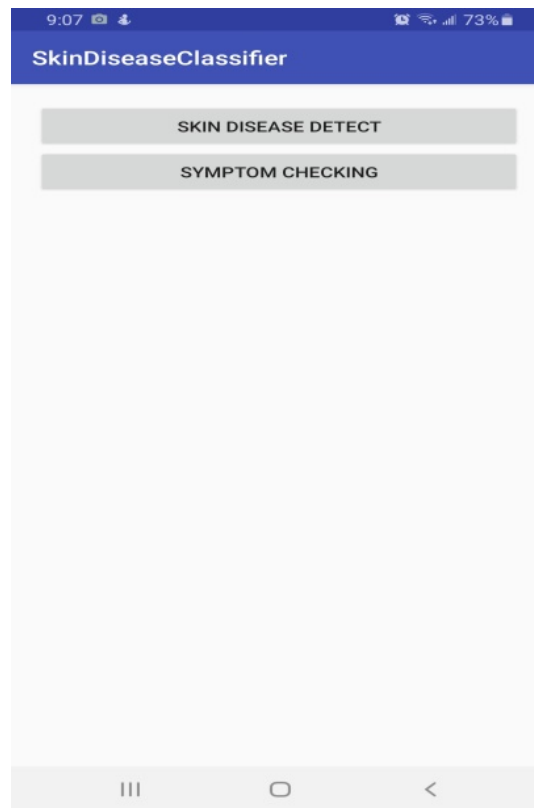 9:07 73%
SkinDiseaseClassifier
SKIN DISEASE DETECT
SYMPTOM CHECKING